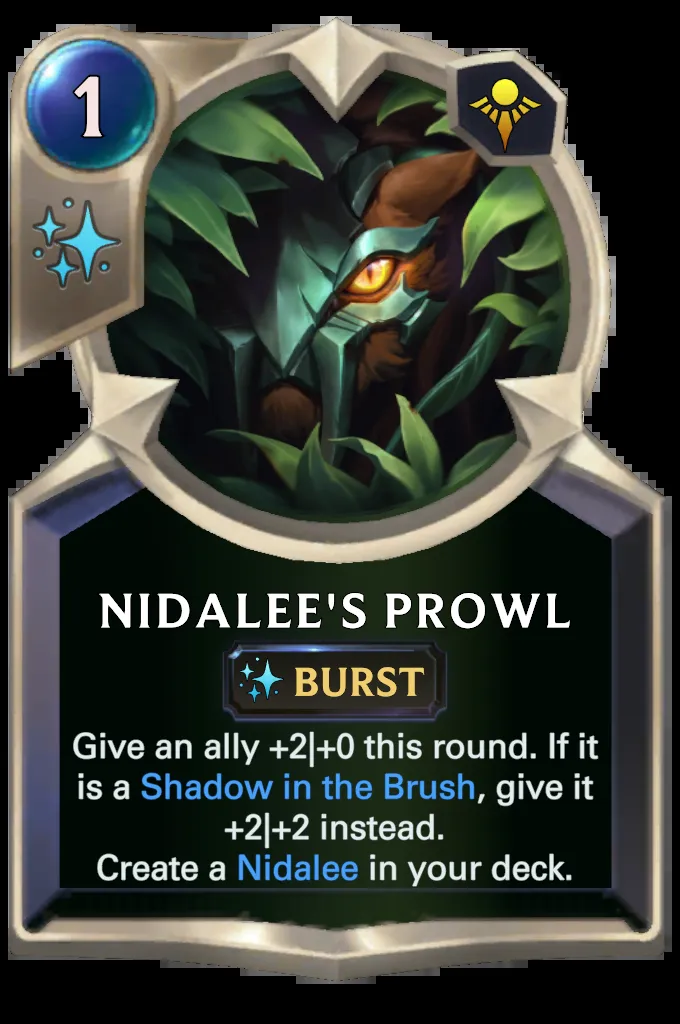 1
NIDALEE'S PROWL
BURST
Give an ally +2|+0 this round. If it
is a Shadow in the Brush, give it
+2|+2 instead.
Create a Nidalee in your deck.